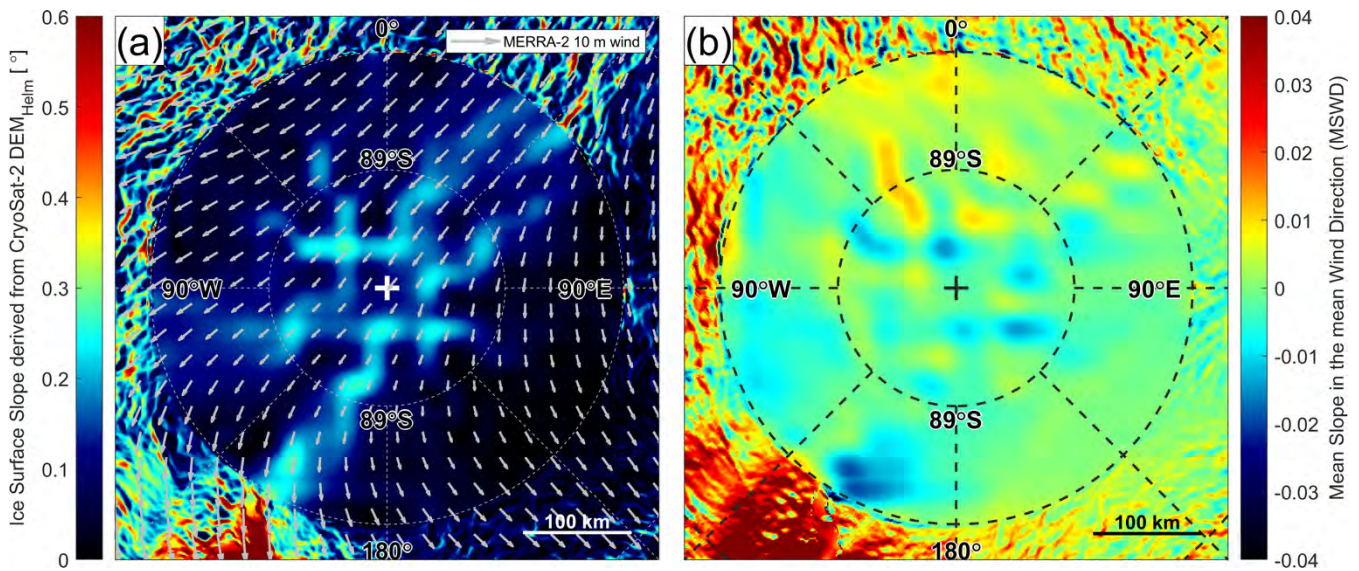 Ice Surface Slope derived from CryoSat-2 DEM_Helm [ °]
0.6
0.5
0.4
0.3
0.2
0.1
0
(a)
0°
MERRA-2 10 m wind
89°S
90°W
90°E
89°S
180°
100 km
(b)
0°
89°S
90°W
90°E
89°S
180°
100 km
0.04
0.03
0.02
0.01
0
-0.01
-0.02
-0.03
-0.04
Mean Slope in the mean Wind Direction (MSWD)